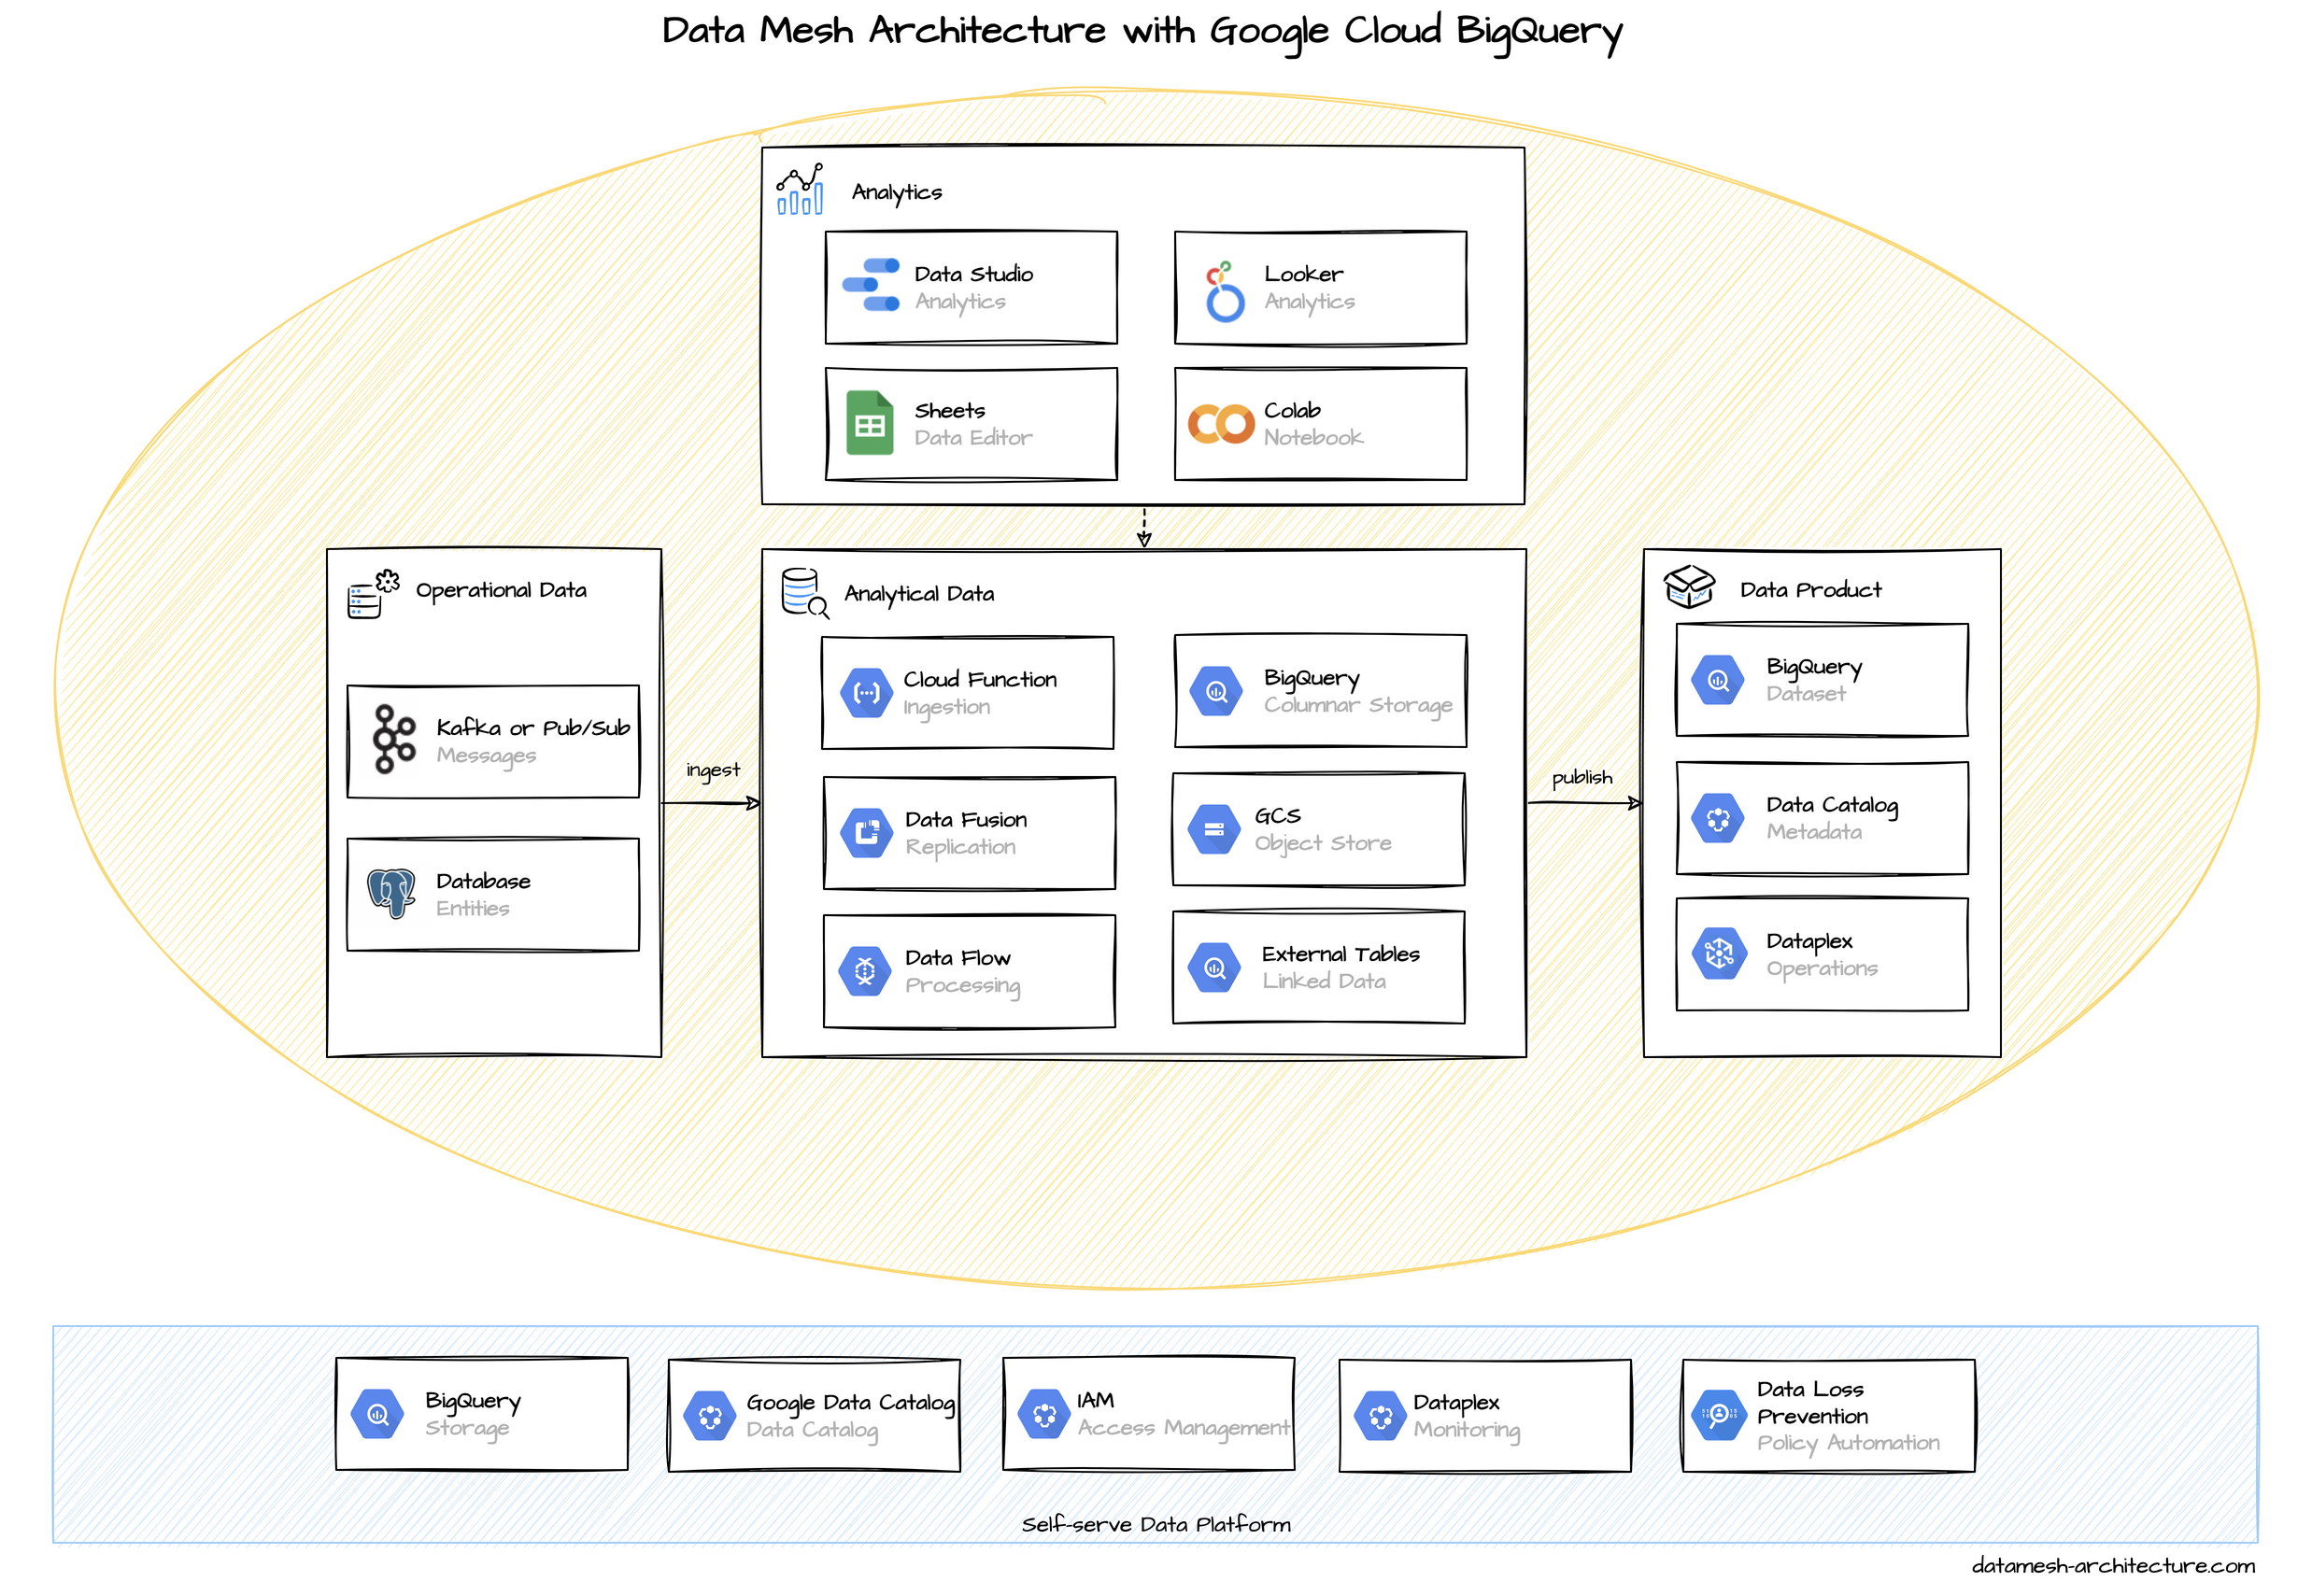 Data Mesh Architecture with Google Cloud BigQuery
Analytics
Data Studio
Analytics
Looker
Analytics
Sheets
Data Editor
Colab
Notebook
Operational Data
Kafka or Pub/Sub
Messages
Database
Entities
ingest
Analytical Data
Cloud Function
Ingestion
BigQuery
Columnar Storage
Data Fusion
Replication
GCS
Object Store
Data Flow
Processing
External Tables
Linked Data
publish
Data Product
BigQuery
Dataset
Data Catalog
Metadata
Dataplex
Operations
BigQuery
Storage
Google Data Catalog
Data Catalog
IAM
Access Management
Dataplex
Monitoring
Data Loss
Prevention
Policy Automation
Self-serve Data Platform
datamesh-architecture.com